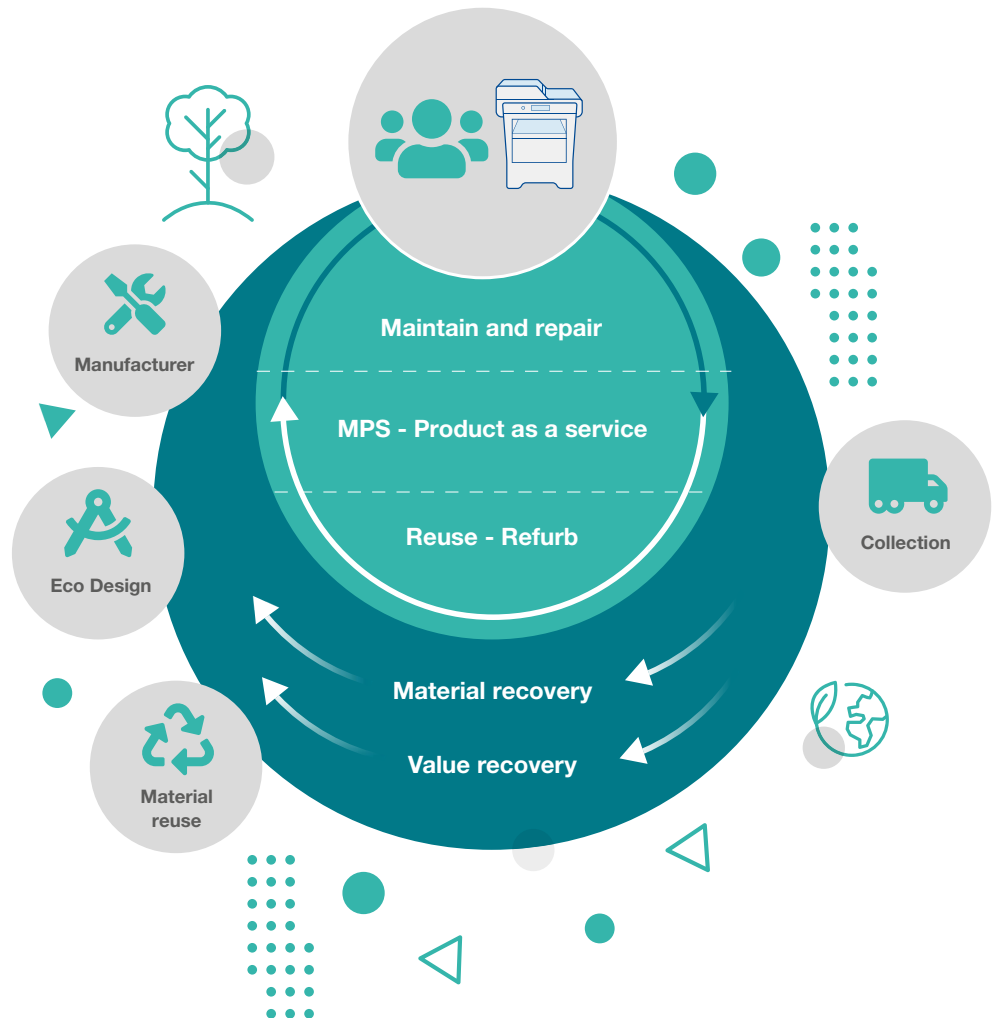 Maintain and repair
Manufacturer
MPS - Product as a service
Reuse - Refurb
Collection
Eco Design
Material recovery
Value recovery
Material
reuse